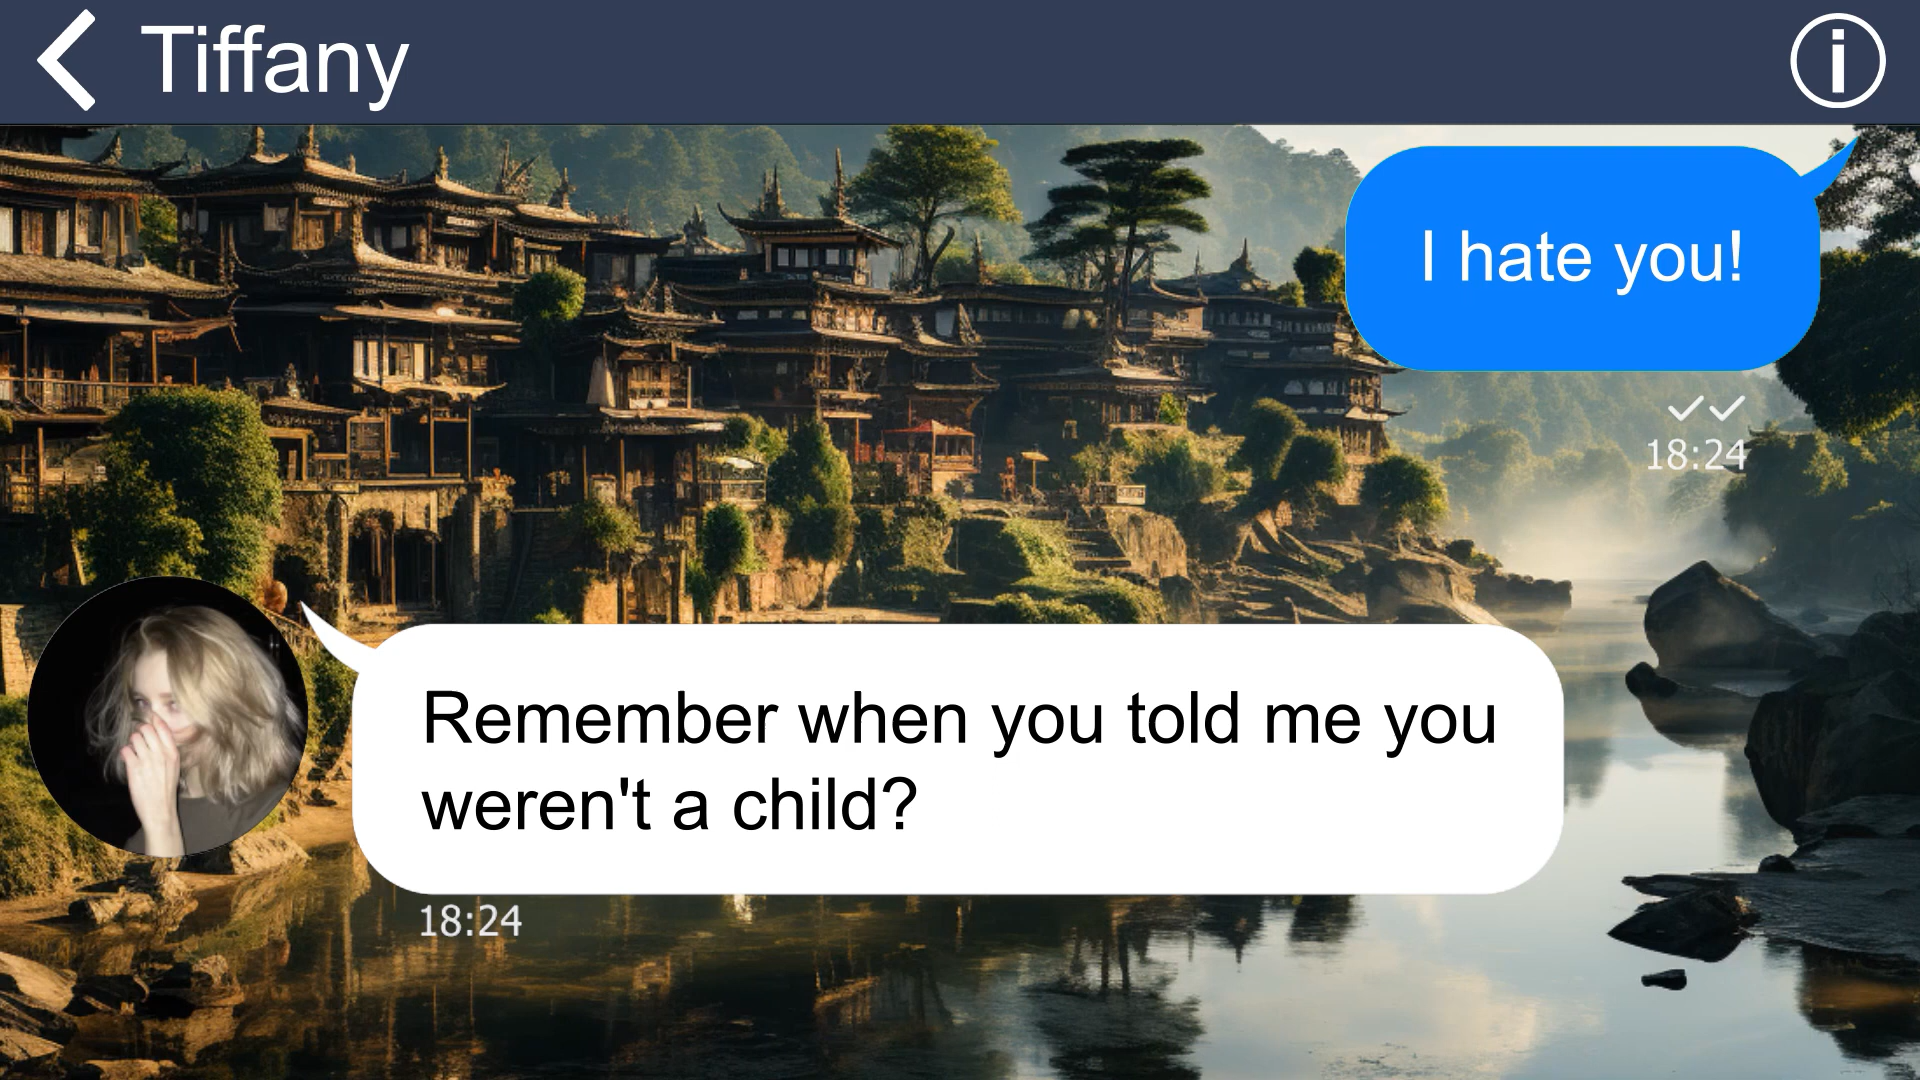 Tiffany
I hate you!
18:24
Remember when you told me you
weren't a child?
18:24